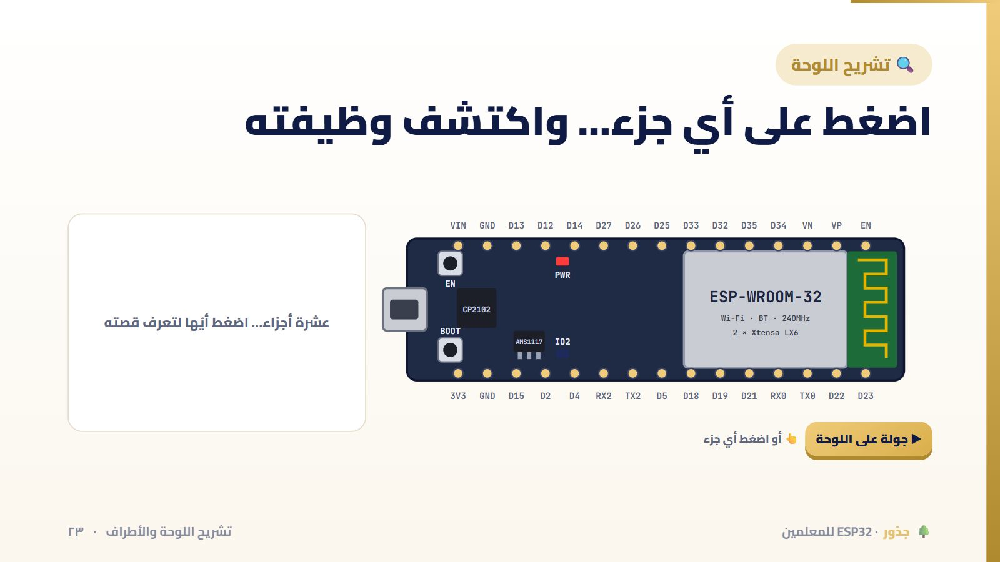 🔍 تشريح اللوحة
اضغط على أي جزء... واكتشف وظيفته
VIN GND D13 D12 D14 D27 D26 D25 D33 D32 D35 D34 VN VP EN
EN
PWR
CP2102
BOOT
AMS1117
IO2
ESP-WROOM-32
Wi-Fi · BT · 240MHz
2 × Xtensa LX6
3V3 GND D15 D2 D4 RX2 TX2 D5 D18 D19 D21 RX0 TX0 D22 D23
عشرة أجزاء... اضغط أيّها لتعرف قصته
▶ جولة على اللوحة
👆 أو اضغط أي جزء
🌳 جذور · ESP32 للمعلمين
تشريح اللوحة والأطراف · ٢٣